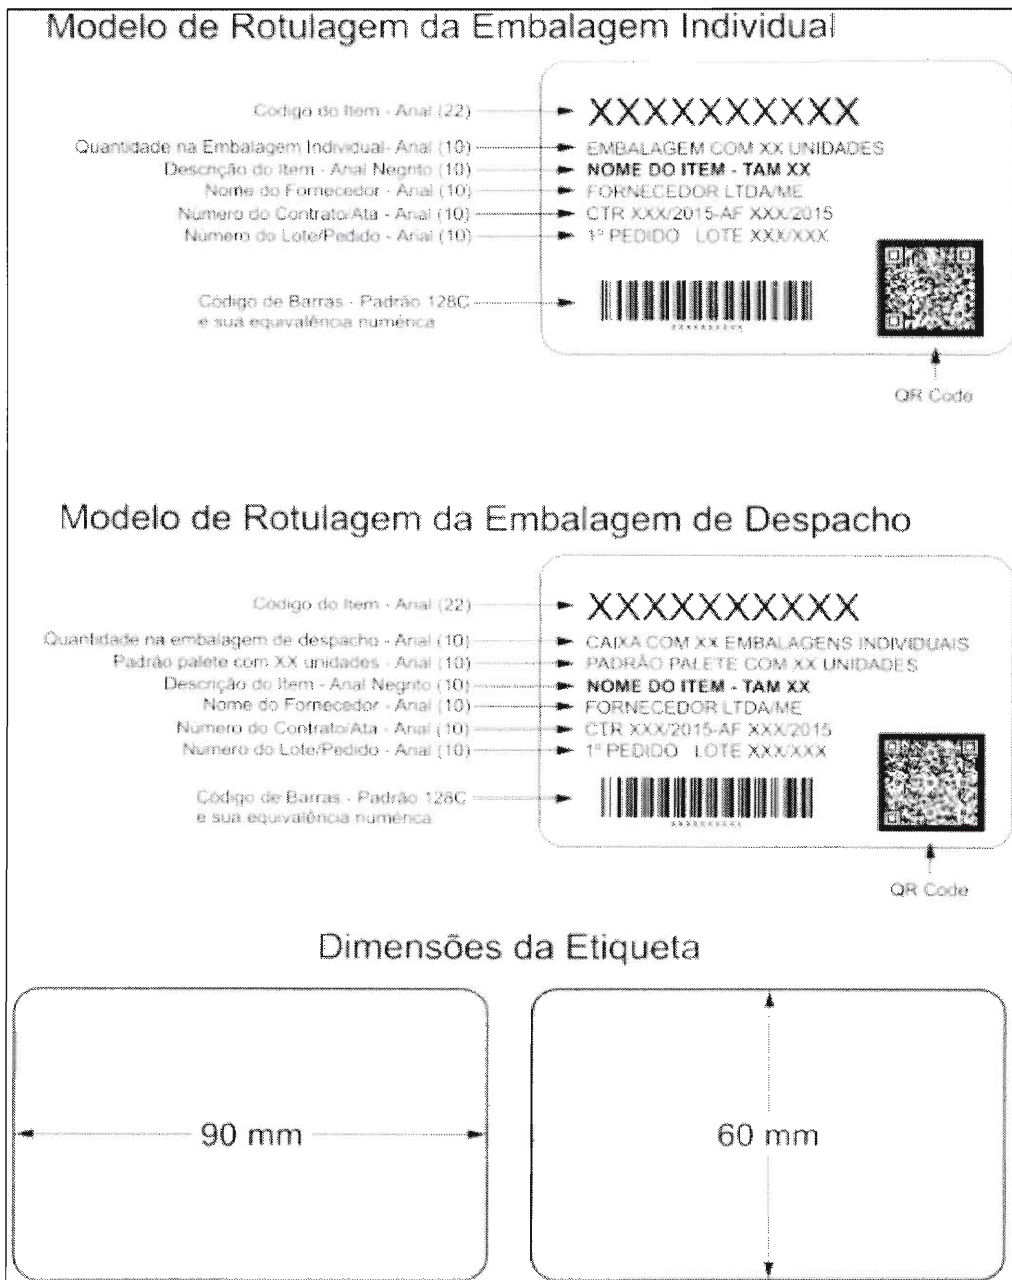 Modelo de Rotulagem da Embalagem Individual
Código do Item - Arial (22)
XXXXXXXXXX
Quantidade na Embalagem Individual- Arial (10)
EMBALAGEM COM XX UNIDADES
Descrição do Item - Arial Negrito (10)
NOME DO ITEM - TAM XX
Nome do Fornecedor - Arial (10)
FORNECEDOR LTDA/ME
Número do Contrato/Ata - Arial (10)
CTR XXX/2015-AF XXX/2015
Número do Lote/Pedido - Arial (10)
1º PEDIDO LOTE XXX/XXX
Código de Barras - Padrão 128C
e sua equivalência numérica
XXXXXXXXXX
QR Code
Modelo de Rotulagem da Embalagem de Despacho
Código do Item - Arial (22)
XXXXXXXXXX
Quantidade na embalagem de despacho - Arial (10)
CAIXA COM XX EMBALAGENS INDIVIDUAIS
Padrão palete com XX unidades - Arial (10)
PADRÃO PALETE COM XX UNIDADES
Descrição do Item - Arial Negrito (10)
NOME DO ITEM - TAM XX
Nome do Fornecedor - Arial (10)
FORNECEDOR LTDA/ME
Número do Contrato/Ata - Arial (10)
CTR XXX/2015-AF XXX/2015
Número do Lote/Pedido - Arial (10)
1º PEDIDO LOTE XXX/XXX
Código de Barras - Padrão 128C
e sua equivalência numérica
XXXXXXXXXX
QR Code
Dimensões da Etiqueta
90 mm
60 mm